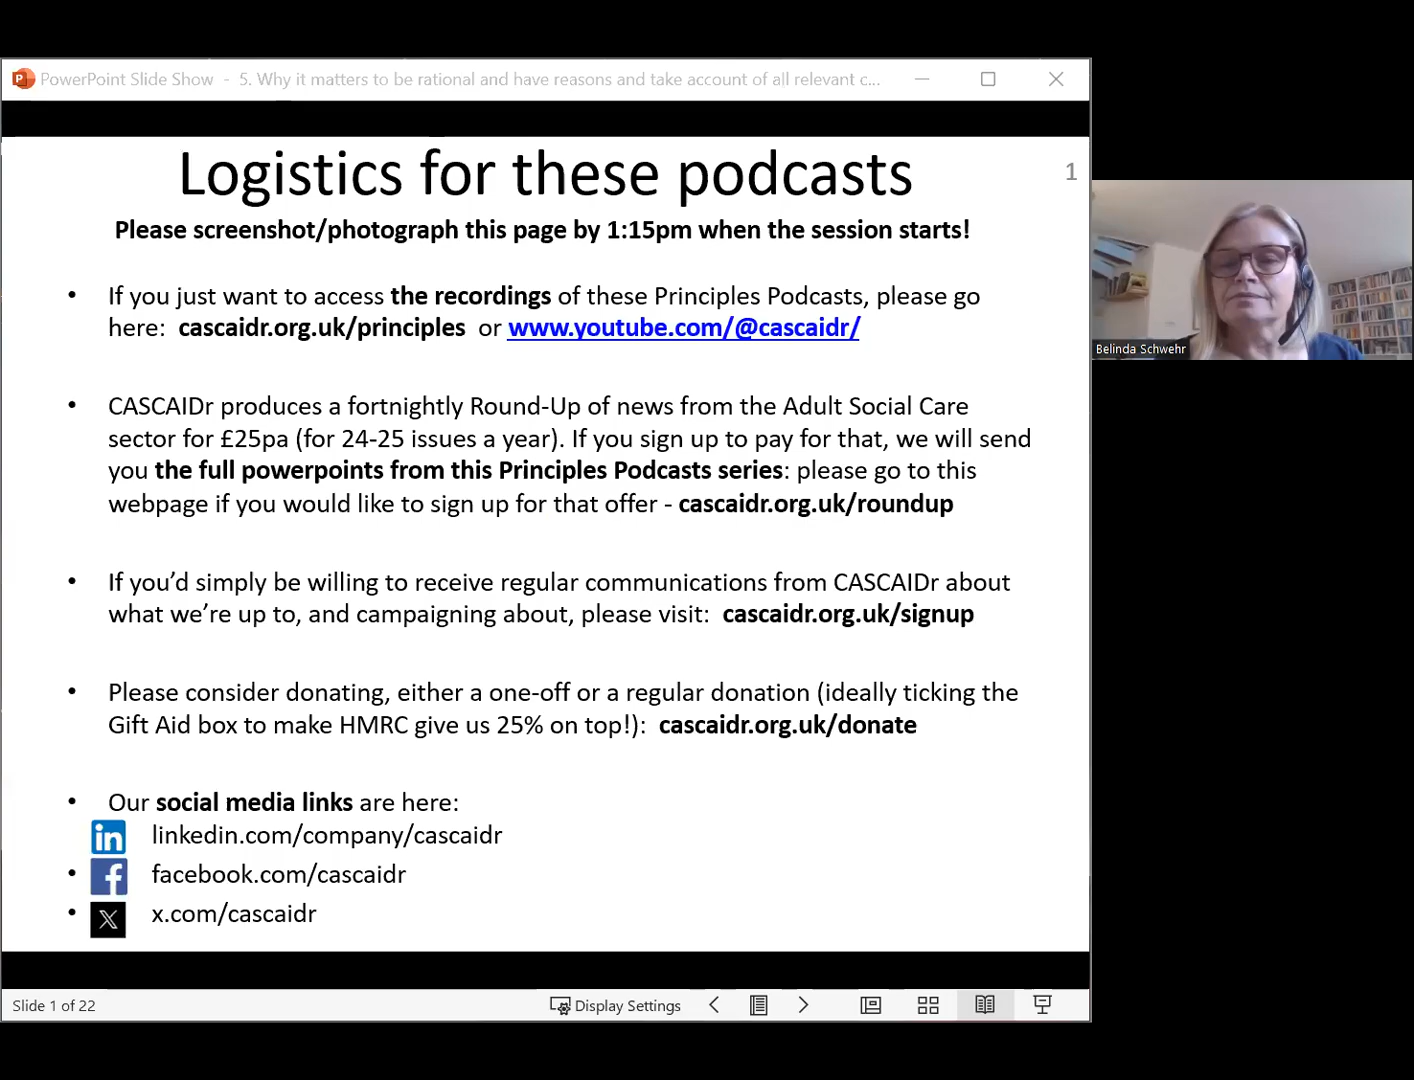 PowerPoint Slide Show - 5. Why it matters to be rational and have reasons and take account of all relevant c...
Logistics for these podcasts
1
Please screenshot/photograph this page by 1:15pm when the session starts!
• If you just want to access the recordings of these Principles Podcasts, please go
here: cascaidr.org.uk/principles or www.youtube.com/@cascaidr/
• CASCAIDr produces a fortnightly Round-Up of news from the Adult Social Care
sector for £25pa (for 24-25 issues a year). If you sign up to pay for that, we will send
you the full powerpoints from this Principles Podcasts series: please go to this
webpage if you would like to sign up for that offer - cascaidr.org.uk/roundup
• If you’d simply be willing to receive regular communications from CASCAIDr about
what we’re up to, and campaigning about, please visit: cascaidr.org.uk/signup
• Please consider donating, either a one-off or a regular donation (ideally ticking the
Gift Aid box to make HMRC give us 25% on top!): cascaidr.org.uk/donate
• Our social media links are here:
in linkedin.com/company/cascaidr
• f facebook.com/cascaidr
• X x.com/cascaidr
Belinda Schwehr
Slide 1 of 22
Display Settings